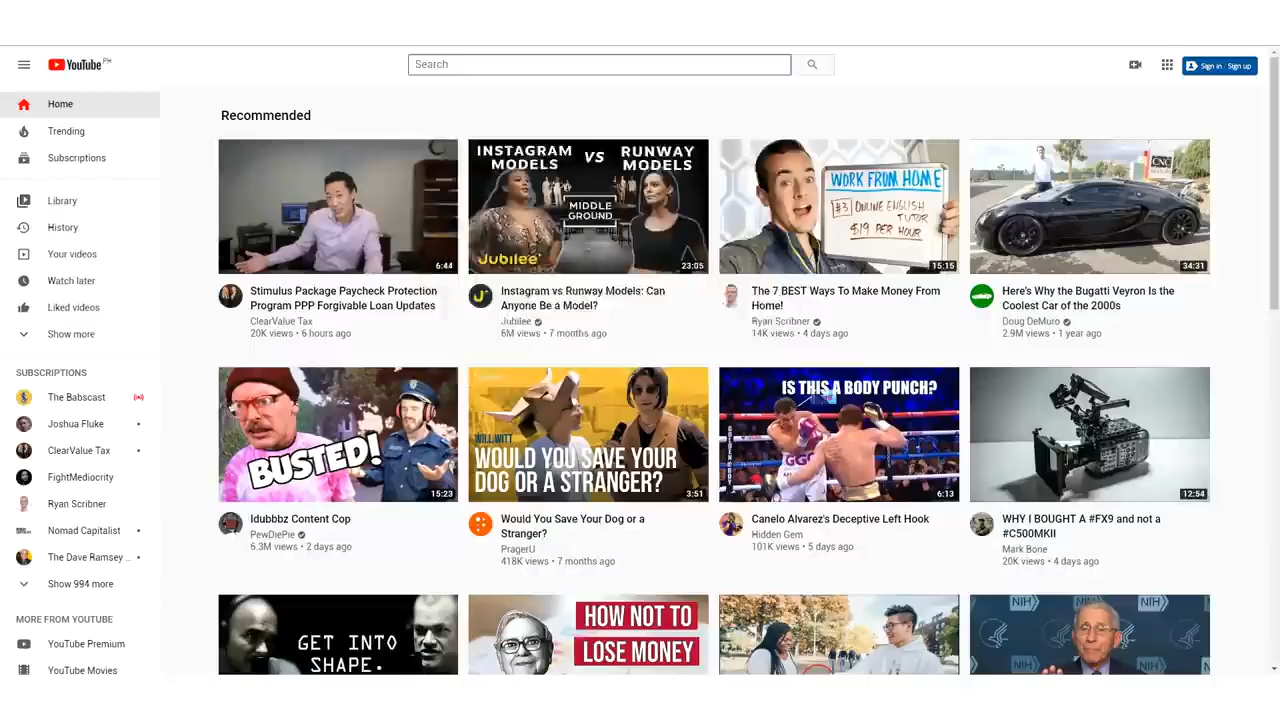 YouTube PH
Search
Sign in / Sign up
Home
Trending
Subscriptions
Library
History
Your videos
Watch later
Liked videos
Show more
SUBSCRIPTIONS
The Babscast
Joshua Fluke
ClearValue Tax
FightMediocrity
Ryan Scribner
Nomad Capitalist
The Dave Ramsey ...
Show 994 more
MORE FROM YOUTUBE
YouTube Premium
YouTube Movies
Recommended
6:44
INSTAGRAM MODELS VS RUNWAY MODELS
MIDDLE GROUND
Jubilee
23:05
WORK FROM HOME
#3 ONLINE ENGLISH
TUTOR
$19 PER HOUR
15:15
CNC
MOTORS
34:31
Stimulus Package Paycheck Protection
Program PPP Forgivable Loan Updates
ClearValue Tax
20K views • 6 hours ago
Instagram vs Runway Models: Can
Anyone Be a Model?
Jubilee
6M views • 7 months ago
The 7 BEST Ways To Make Money From
Home!
Ryan Scribner
14K views • 4 days ago
Here's Why the Bugatti Veyron Is the
Coolest Car of the 2000s
Doug DeMuro
2.9M views • 1 year ago
BUSTED!
15:23
WILL WITT
WOULD YOU SAVE YOUR
DOG OR A STRANGER?
3:51
IS THIS A BODY PUNCH?
GGG
6:13
12:54
Idubbbz Content Cop
PewDiePie
6.3M views • 2 days ago
Would You Save Your Dog or a
Stranger?
PragerU
418K views • 7 months ago
Canelo Alvarez's Deceptive Left Hook
Hidden Gem
101K views • 5 days ago
WHY I BOUGHT A #FX9 and not a
#C500MKII
Mark Bone
20K views • 4 days ago
GET INTO
SHAPE.
HOW NOT TO
LOSE MONEY
NIH
NIH
NIH
NIH